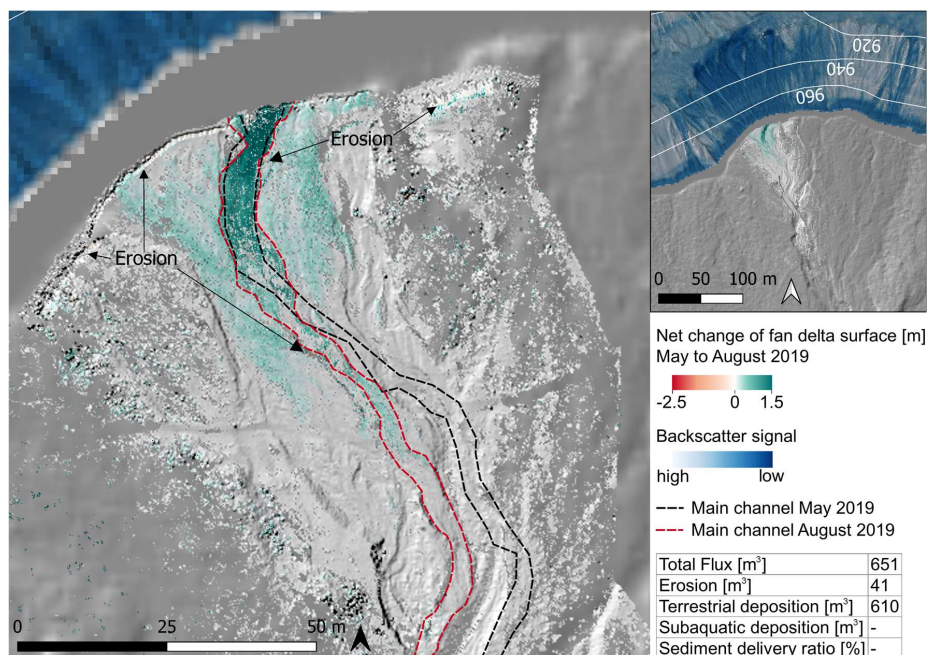 Erosion
Erosion
0 25 50 m
920
940
960
0 50 100 m
Net change of fan delta surface [m]
May to August 2019
-2.5 0 1.5
Backscatter signal
high low
Main channel May 2019
Main channel August 2019
Total Flux [m³] 651
Erosion [m³] 41
Terrestrial deposition [m³] 610
Subaquatic deposition [m³] -
Sediment delivery ratio [%] -